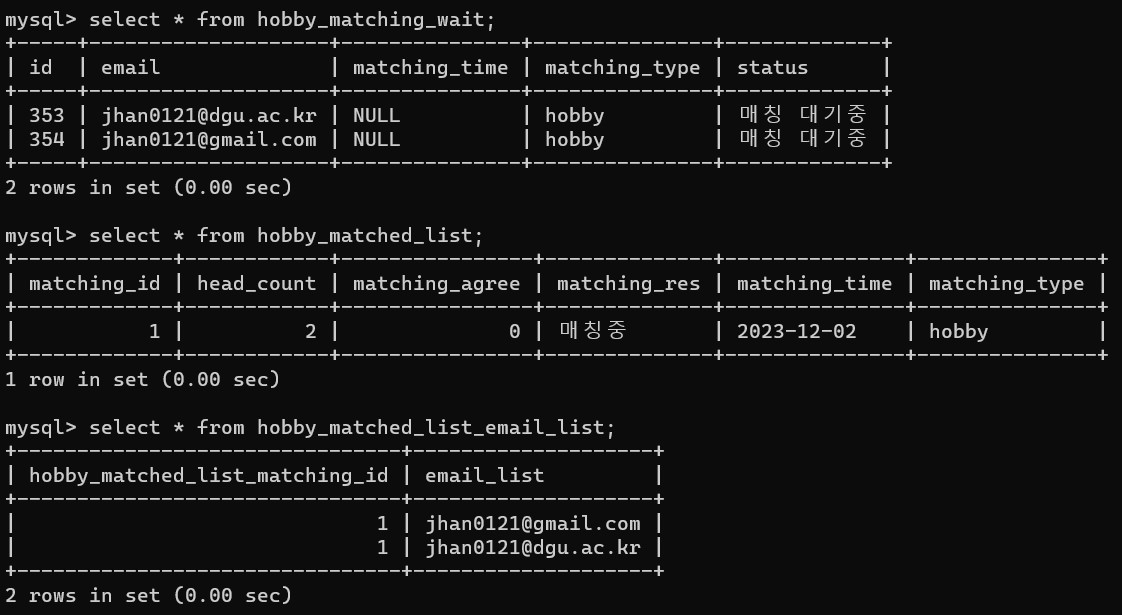 mysql> select * from hobby_matching_wait;
+-----+--------------------+---------------+---------------+-------------+
| id  | email              | matching_time | matching_type | status      |
+-----+--------------------+---------------+---------------+-------------+
| 353 | jhan0121@dgu.ac.kr | NULL          | hobby         | 매칭 대기중 |
| 354 | jhan0121@gmail.com | NULL          | hobby         | 매칭 대기중 |
+-----+--------------------+---------------+---------------+-------------+
2 rows in set (0.00 sec)
mysql> select * from hobby_matched_list;
+-------------+------------+----------------+--------------+---------------+---------------+
| matching_id | head_count | matching_agree | matching_res | matching_time | matching_type |
+-------------+------------+----------------+--------------+---------------+---------------+
|           1 |          2 |              0 | 매칭중       | 2023-12-02    | hobby         |
+-------------+------------+----------------+--------------+---------------+---------------+
1 row in set (0.00 sec)
mysql> select * from hobby_matched_list_email_list;
+--------------------------------+--------------------+
| hobby_matched_list_matching_id | email_list         |
+--------------------------------+--------------------+
|                              1 | jhan0121@gmail.com |
|                              1 | jhan0121@dgu.ac.kr |
+--------------------------------+--------------------+
2 rows in set (0.00 sec)